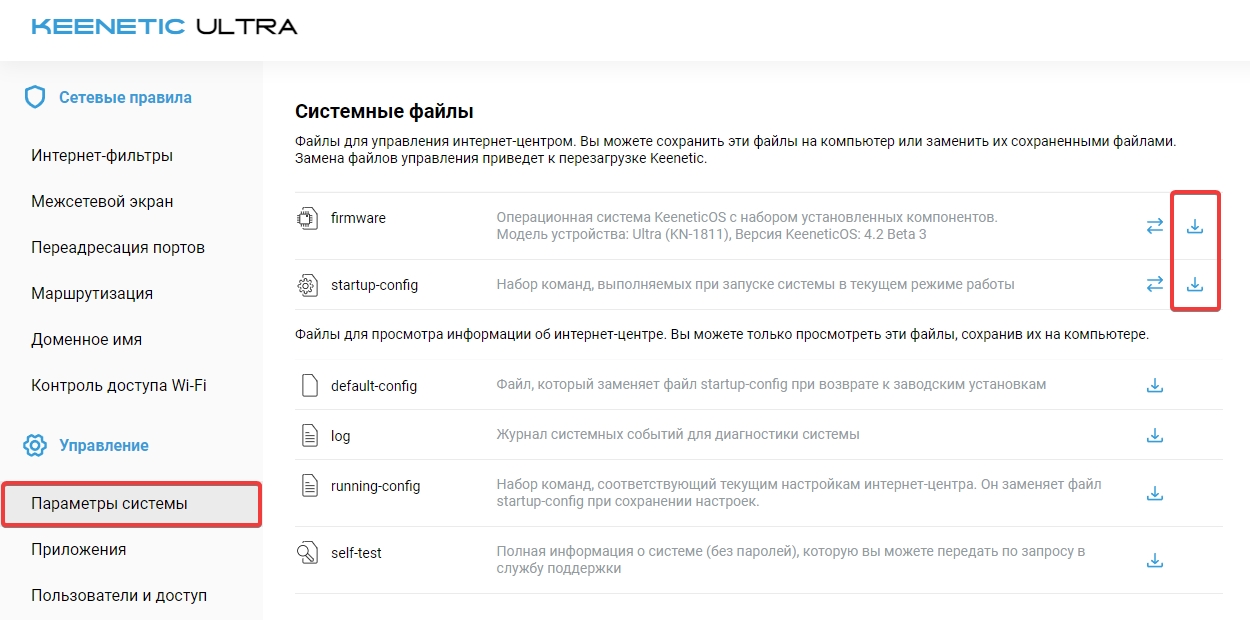 KEENETIC ULTRA
Сетевые правила
Интернет-фильтры
Межсетевой экран
Переадресация портов
Маршрутизация
Доменное имя
Контроль доступа Wi-Fi
Управление
Параметры системы
Приложения
Пользователи и доступ
Системные файлы
Файлы для управления интернет-центром. Вы можете сохранить эти файлы на компьютер или заменить их сохраненными файлами.
Замена файлов управления приведет к перезагрузке Keenetic.
firmware
Операционная система KeeneticOS с набором установленных компонентов.
Модель устройства: Ultra (KN-1811), Версия KeeneticOS: 4.2 Beta 3
startup-config
Набор команд, выполняемых при запуске системы в текущем режиме работы
Файлы для просмотра информации об интернет-центре. Вы можете только просмотреть эти файлы, сохранив их на компьютере.
default-config
Файл, который заменяет файл startup-config при возврате к заводским установкам
log
Журнал системных событий для диагностики системы
running-config
Набор команд, соответствующий текущим настройкам интернет-центра. Он заменяет файл
startup-config при сохранении настроек.
self-test
Полная информация о системе (без паролей), которую вы можете передать по запросу в
службу поддержки